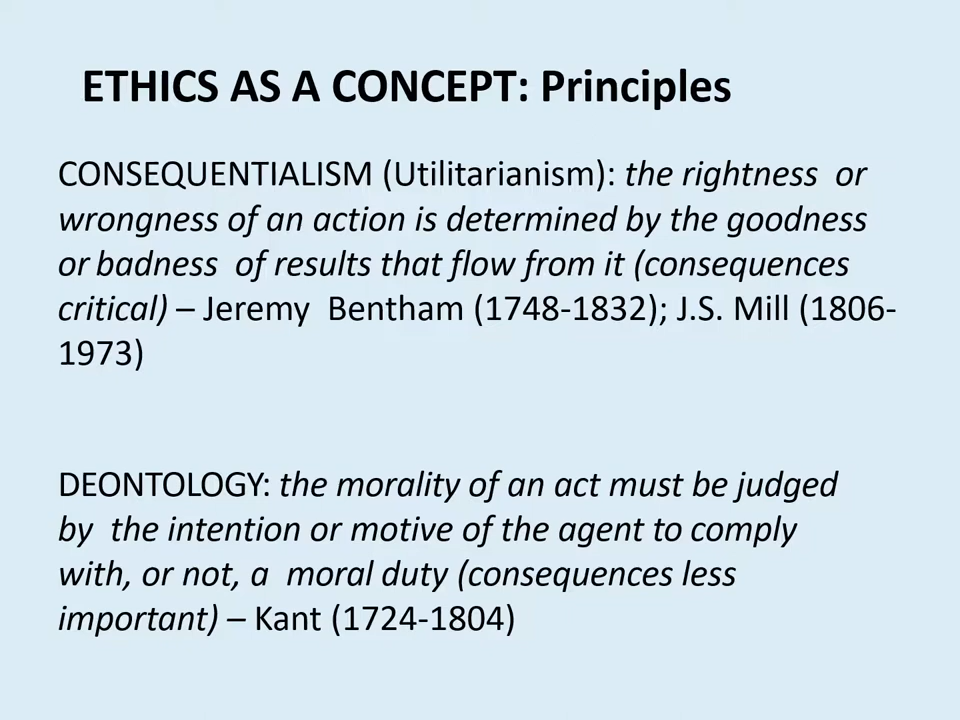 ETHICS AS A CONCEPT: Principles
CONSEQUENTIALISM (Utilitarianism): the rightness or
wrongness of an action is determined by the goodness
or badness of results that flow from it (consequences
critical) – Jeremy Bentham (1748-1832); J.S. Mill (1806-
1973)
DEONTOLOGY: the morality of an act must be judged
by the intention or motive of the agent to comply
with, or not, a moral duty (consequences less
important) – Kant (1724-1804)